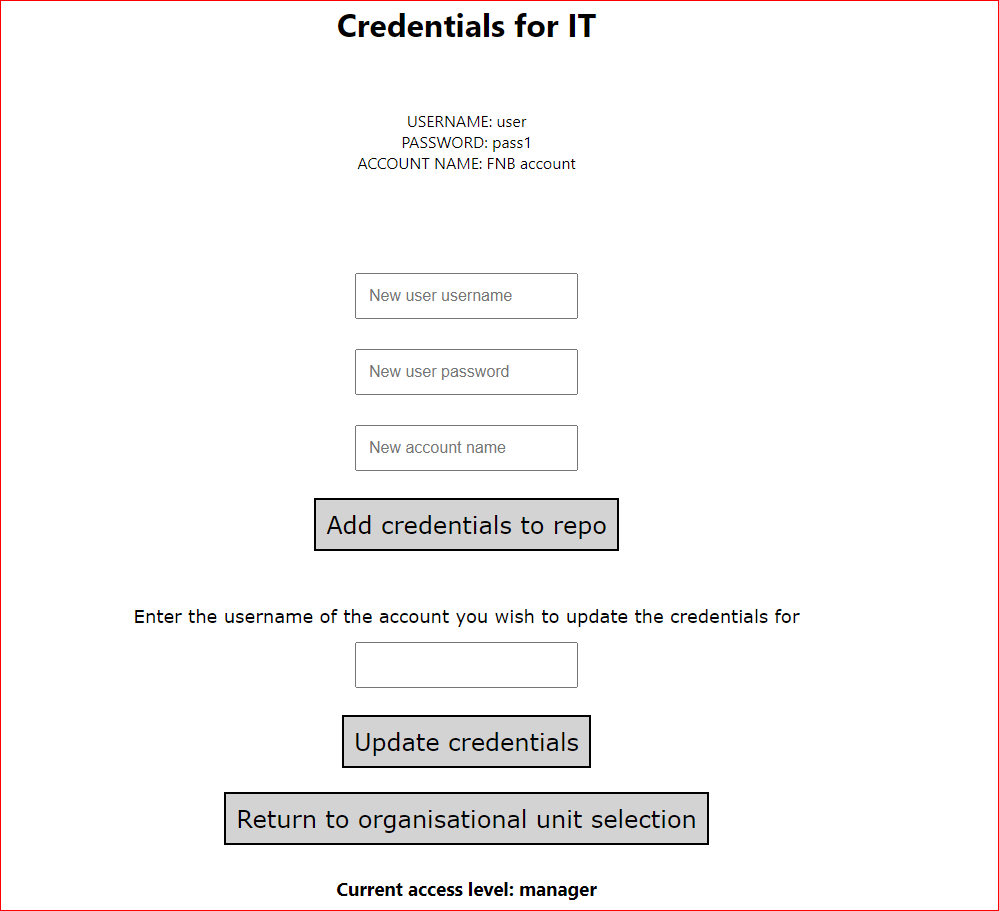 Credentials for IT
USERNAME: user
PASSWORD: pass1
ACCOUNT NAME: FNB account
New user username
New user password
New account name
Add credentials to repo
Enter the username of the account you wish to update the credentials for
Update credentials
Return to organisational unit selection
Current access level: manager